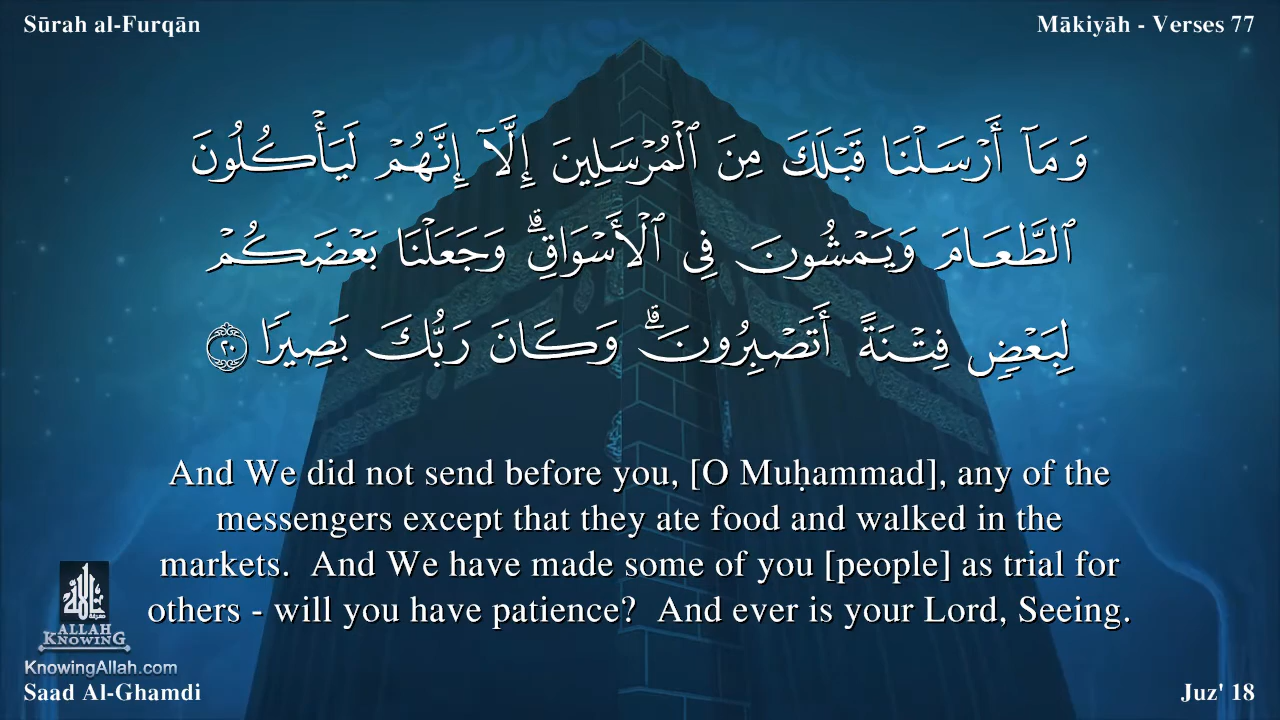 Sūrah al-Furqān
Mākiyāh - Verses 77
وَمَآ أَرْسَلْنَا قَبْلَكَ مِنَ ٱلْمُرْسَلِينَ إِلَّآ إِنَّهُمْ لَيَأْكُلُونَ
ٱلطَّعَامَ وَيَمْشُونَ فِى ٱلْأَسْوَاقِ ۗ وَجَعَلْنَا بَعْضَكُمْ
لِبَعْضٍ فِتْنَةً أَتَصْبِرُونَ ۗ وَكَانَ رَبُّكَ بَصِيرًا ٢٠
And We did not send before you, [O Muḥammad], any of the
messengers except that they ate food and walked in the
markets.  And We have made some of you [people] as trial for
others - will you have patience?  And ever is your Lord, Seeing.
ALLAH
KNOWING
KnowingAllah.com
Saad Al-Ghamdi
Juz' 18